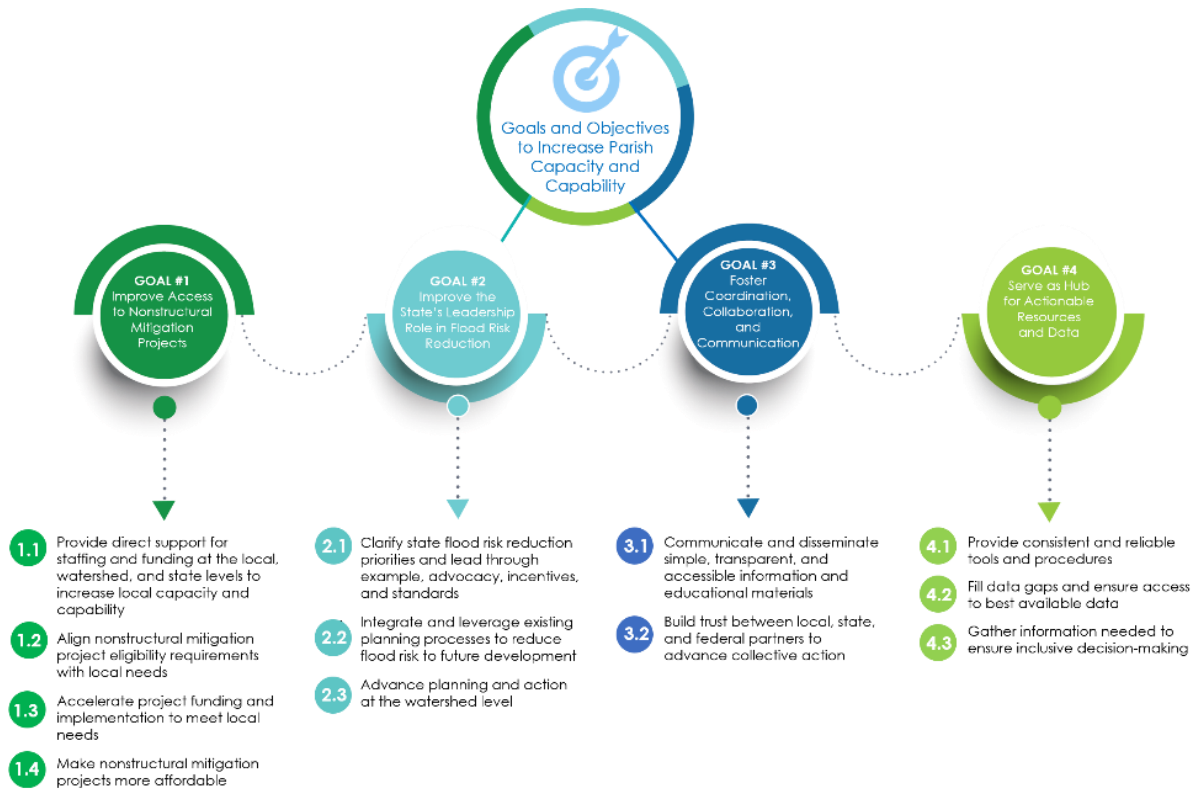 Goals and Objectives
to Increase Parish
Capacity and
Capability
GOAL #1
Improve Access
to Nonstructural
Mitigation
Projects
GOAL #2
Improve the
State's Leadership
Role in Flood Risk
Reduction
GOAL #3
Foster
Coordination,
Collaboration,
and
Communication
GOAL #4
Serve as Hub
for Actionable
Resources
and Data
1.1
Provide direct support for
staffing and funding at the local,
watershed, and state levels to
increase local capacity and
capability
1.2
Align nonstructural mitigation
project eligibility requirements
with local needs
1.3
Accelerate project funding and
implementation to meet local
needs
1.4
Make nonstructural mitigation
projects more affordable
2.1
Clarify state flood risk reduction
priorities and lead through
example, advocacy, incentives,
and standards
2.2
Integrate and leverage existing
planning processes to reduce
flood risk to future development
2.3
Advance planning and action
at the watershed level
3.1
Communicate and disseminate
simple, transparent, and
accessible information and
educational materials
3.2
Build trust between local, state,
and federal partners to
advance collective action
4.1
Provide consistent and reliable
tools and procedures
4.2
Fill data gaps and ensure access
to best available data
4.3
Gather information needed to
ensure inclusive decision-making